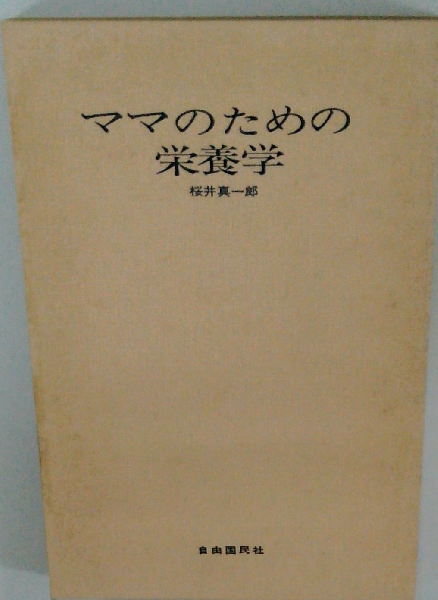 ママのための
栄養学
桜井真一郎
自由国民社